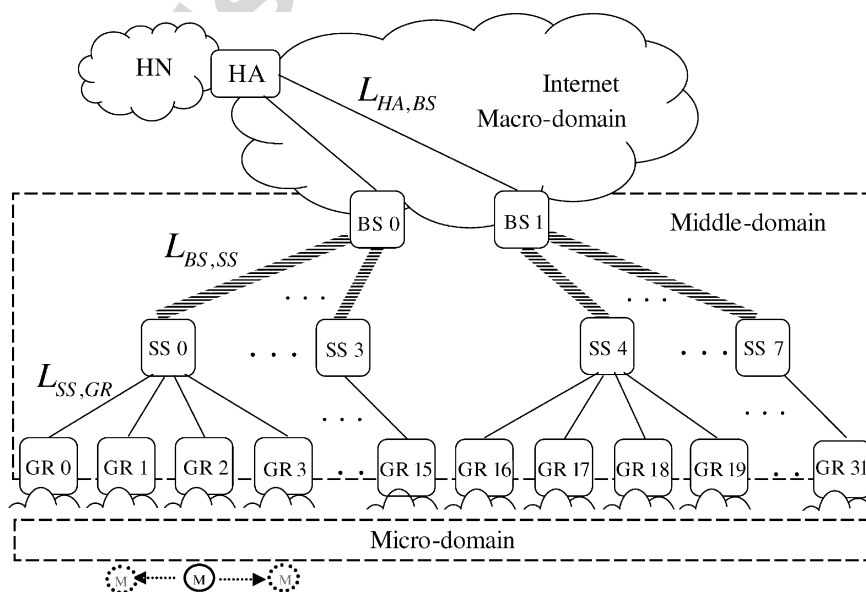 HN
HA
L_{HA,BS}
Internet
Macro-domain
BS 0
BS 1
Middle-domain
L_{BS,SS}
. . .
. . .
SS 0
. . .
SS 3
SS 4
. . .
SS 7
L_{SS,GR}
. . .
. . .
GR 0
GR 1
GR 2
GR 3
. .
GR 15
GR 16
GR 17
GR 18
GR 19
. .
GR 31
Micro-domain
M
M
M